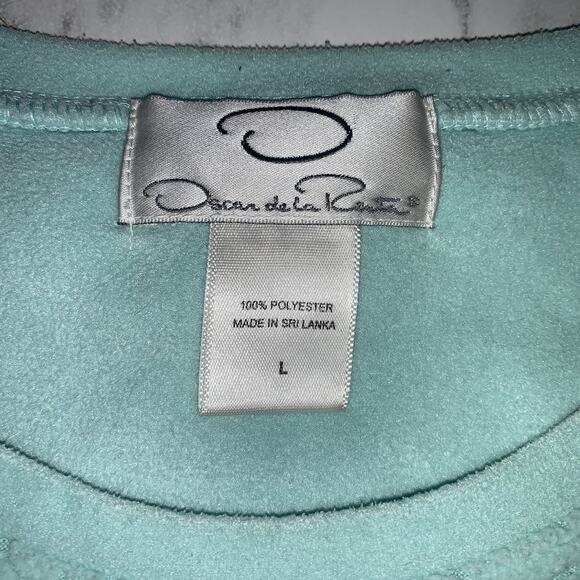 Oscar de la Renta®
100% POLYESTER
MADE IN SRI LANKA
L